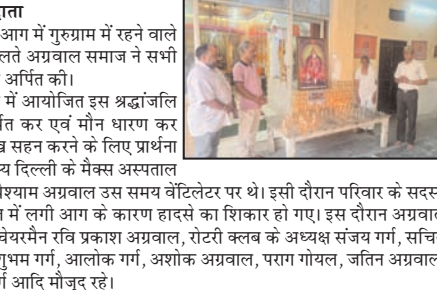 दाता
आग में गुरुग्राम में रहने वाले
लते अग्रवाल समाज ने सभी
अर्पित की।
में आयोजित इस श्रद्धांजलि
कर एवं मौन धारण कर
सहन करने के लिए प्रार्थना
दिल्ली के मैक्स अस्पताल
अग्रवाल उस समय वेंटिलेटर पर थे। इसी दौरान परिवार के सदस्
में लगी आग के कारण हादसे का शिकार हो गए। इस दौरान अग्रवाल
चेयरमैन रवि प्रकाश अग्रवाल, रोटरी क्लब के अध्यक्ष संजय गर्ग, सचि
शुभम गर्ग, आलोक गर्ग, अशोक अग्रवाल, पराग गोयल, जतिन अग्रवाल
आदि मौजूद रहे।